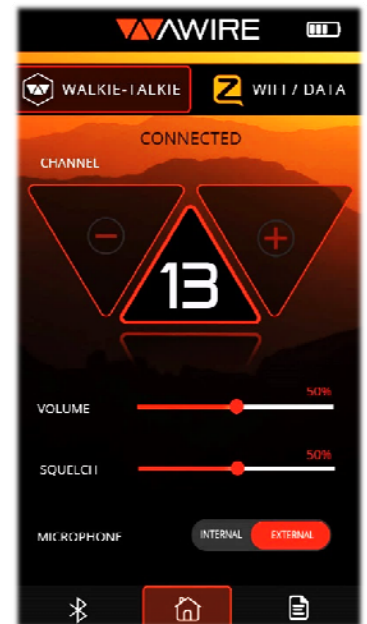 AWIRE
WALKIE-TALKIE
WIFI / DATA
CONNECTED
CHANNEL
13
50%
VOLUME
50%
SQUELCH
MICROPHONE
INTERNAL EXTERNAL